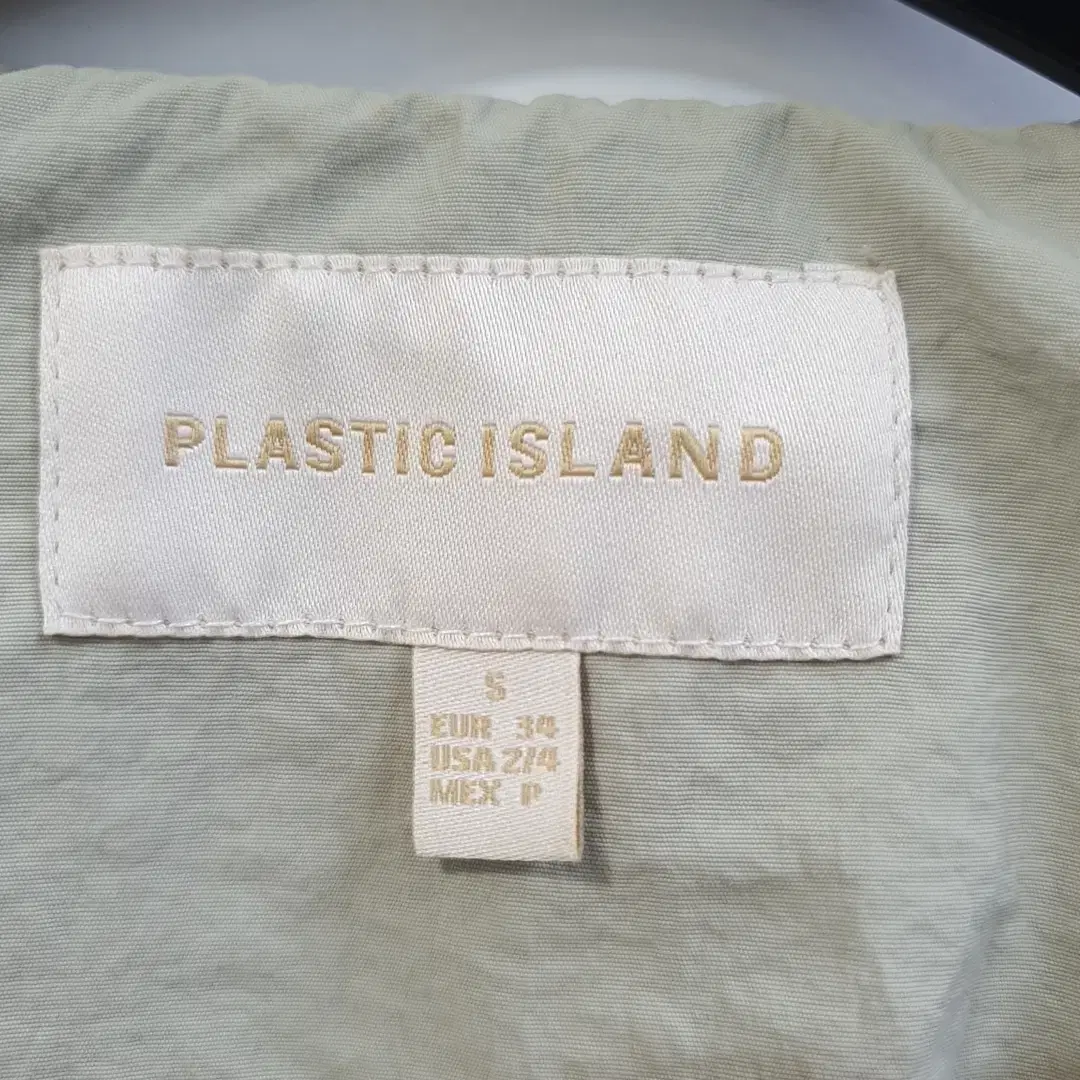 PLASTIC ISLAND
S
EUR 34
USA 2/4
MEX P